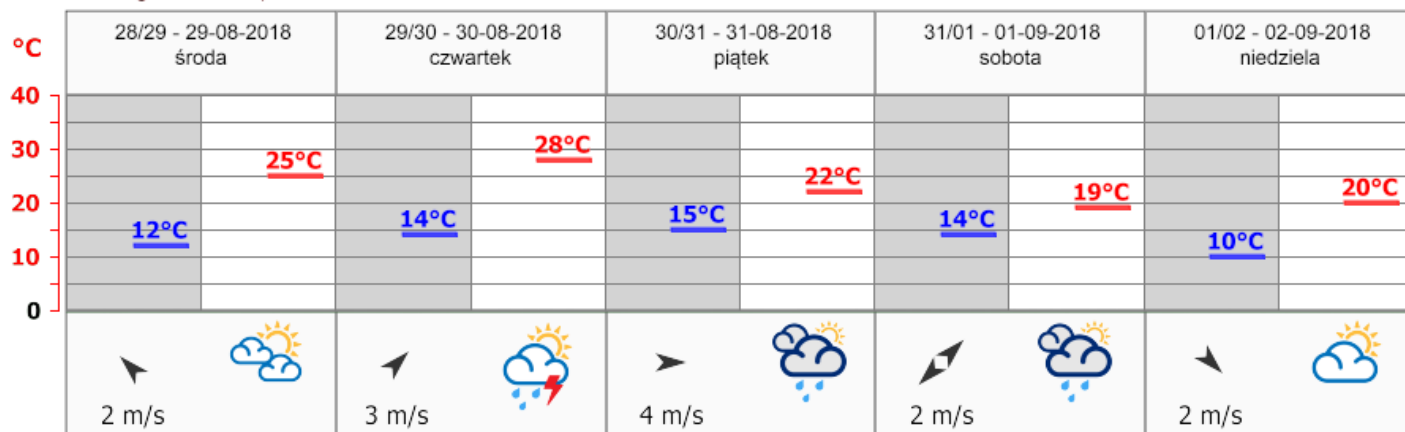 28/29 - 29-08-2018
środa
29/30 - 30-08-2018
czwartek
30/31 - 31-08-2018
piątek
31/01 - 01-09-2018
sobota
01/02 - 02-09-2018
niedziela
°C
40
30
20
10
0
12°C
25°C
14°C
28°C
15°C
22°C
14°C
19°C
10°C
20°C
2 m/s
3 m/s
4 m/s
2 m/s
2 m/s